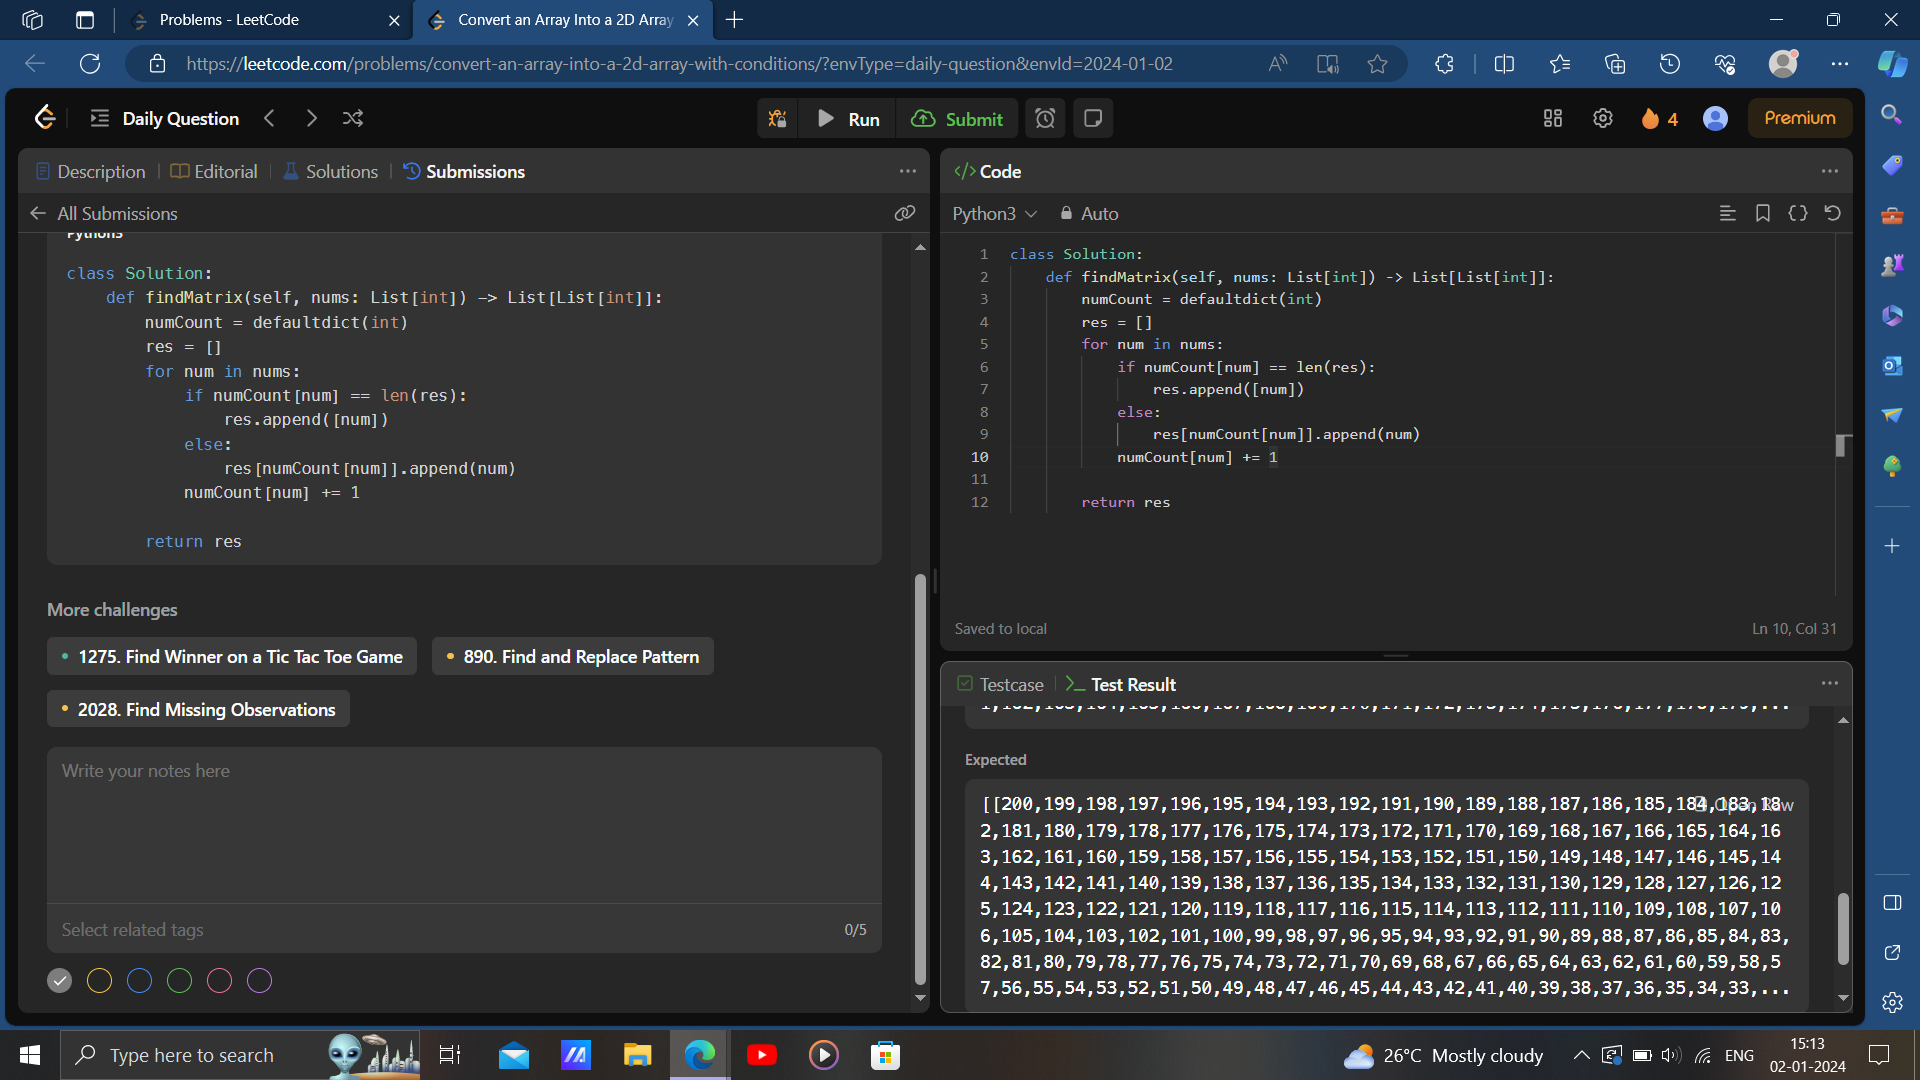 Problems - LeetCode
Convert an Array Into a 2D Array
https://leetcode.com/problems/convert-an-array-into-a-2d-array-with-conditions/?envType=daily-question&envId=2024-01-02
Daily Question
Run
Submit
4
Premium
Description
Editorial
Solutions
Submissions
All Submissions
Python3
class Solution:
def findMatrix(self, nums: List[int]) -> List[List[int]]:
numCount = defaultdict(int)
res = []
for num in nums:
if numCount[num] == len(res):
res.append([num])
else:
res[numCount[num]].append(num)
numCount[num] += 1
return res
More challenges
1275. Find Winner on a Tic Tac Toe Game
890. Find and Replace Pattern
2028. Find Missing Observations
Write your notes here
Select related tags
0/5
</> Code
Python3
Auto
1 class Solution:
2 def findMatrix(self, nums: List[int]) -> List[List[int]]:
3 numCount = defaultdict(int)
4 res = []
5 for num in nums:
6 if numCount[num] == len(res):
7 res.append([num])
8 else:
9 res[numCount[num]].append(num)
10 numCount[num] += 1
11
12 return res
Saved to local
Ln 10, Col 31
Testcase
Test Result
Expected
[[200,199,198,197,196,195,194,193,192,191,190,189,188,187,186,185,184,183,18
Open Raw
2,181,180,179,178,177,176,175,174,173,172,171,170,169,168,167,166,165,164,16
3,162,161,160,159,158,157,156,155,154,153,152,151,150,149,148,147,146,145,14
4,143,142,141,140,139,138,137,136,135,134,133,132,131,130,129,128,127,126,12
5,124,123,122,121,120,119,118,117,116,115,114,113,112,111,110,109,108,107,10
6,105,104,103,102,101,100,99,98,97,96,95,94,93,92,91,90,89,88,87,86,85,84,83,
82,81,80,79,78,77,76,75,74,73,72,71,70,69,68,67,66,65,64,63,62,61,60,59,58,5
7,56,55,54,53,52,51,50,49,48,47,46,45,44,43,42,41,40,39,38,37,36,35,34,33,...
Type here to search
26°C Mostly cloudy
ENG
15:13
02-01-2024